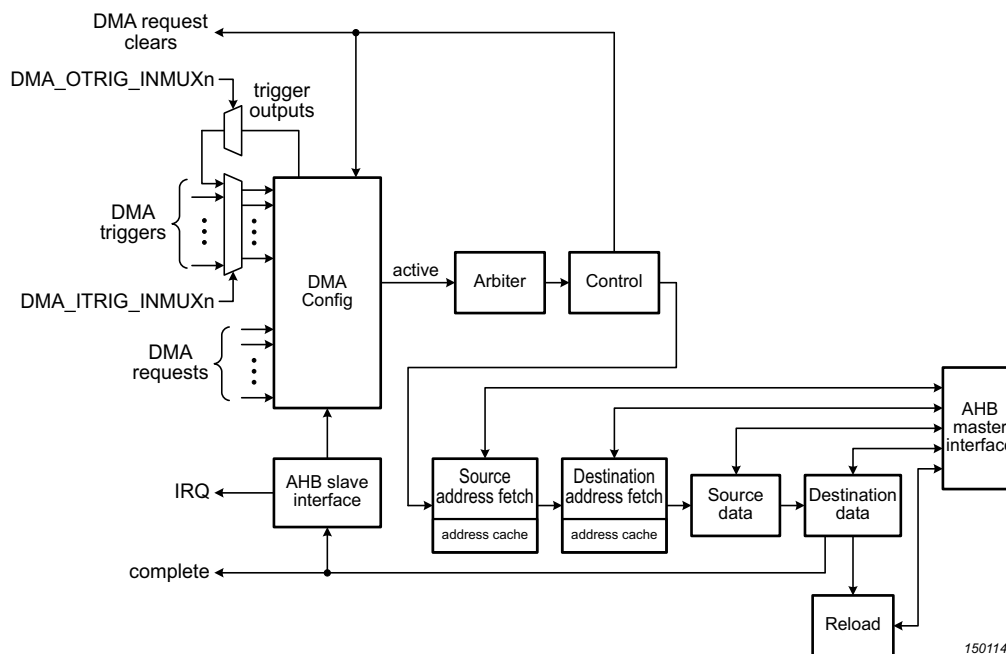 DMA request
clears
DMA_OTRIG_INMUXn
trigger
outputs
DMA
triggers
DMA_ITRIG_INMUXn
DMA
requests
DMA
Config
active
Arbiter
Control
AHB
master
interface
AHB slave
interface
IRQ
Source
address fetch
address cache
Destination
address fetch
address cache
Source
data
Destination
data
complete
Reload
150114